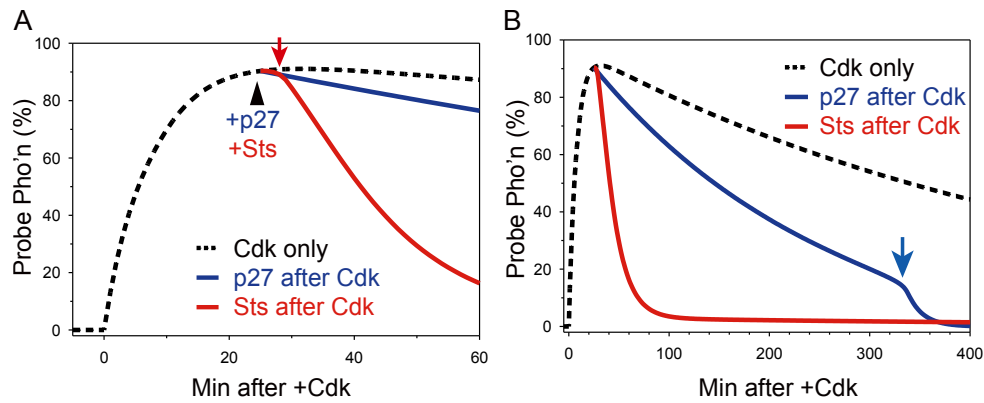 A
100
80
60
40
20
0
Probe Pho'n (%)
+p27
+Sts
Cdk only
p27 after Cdk
Sts after Cdk
0
20
40
60
Min after +Cdk
B
100
80
60
40
20
0
Probe Pho'n (%)
Cdk only
p27 after Cdk
Sts after Cdk
0
100
200
300
400
Min after +Cdk